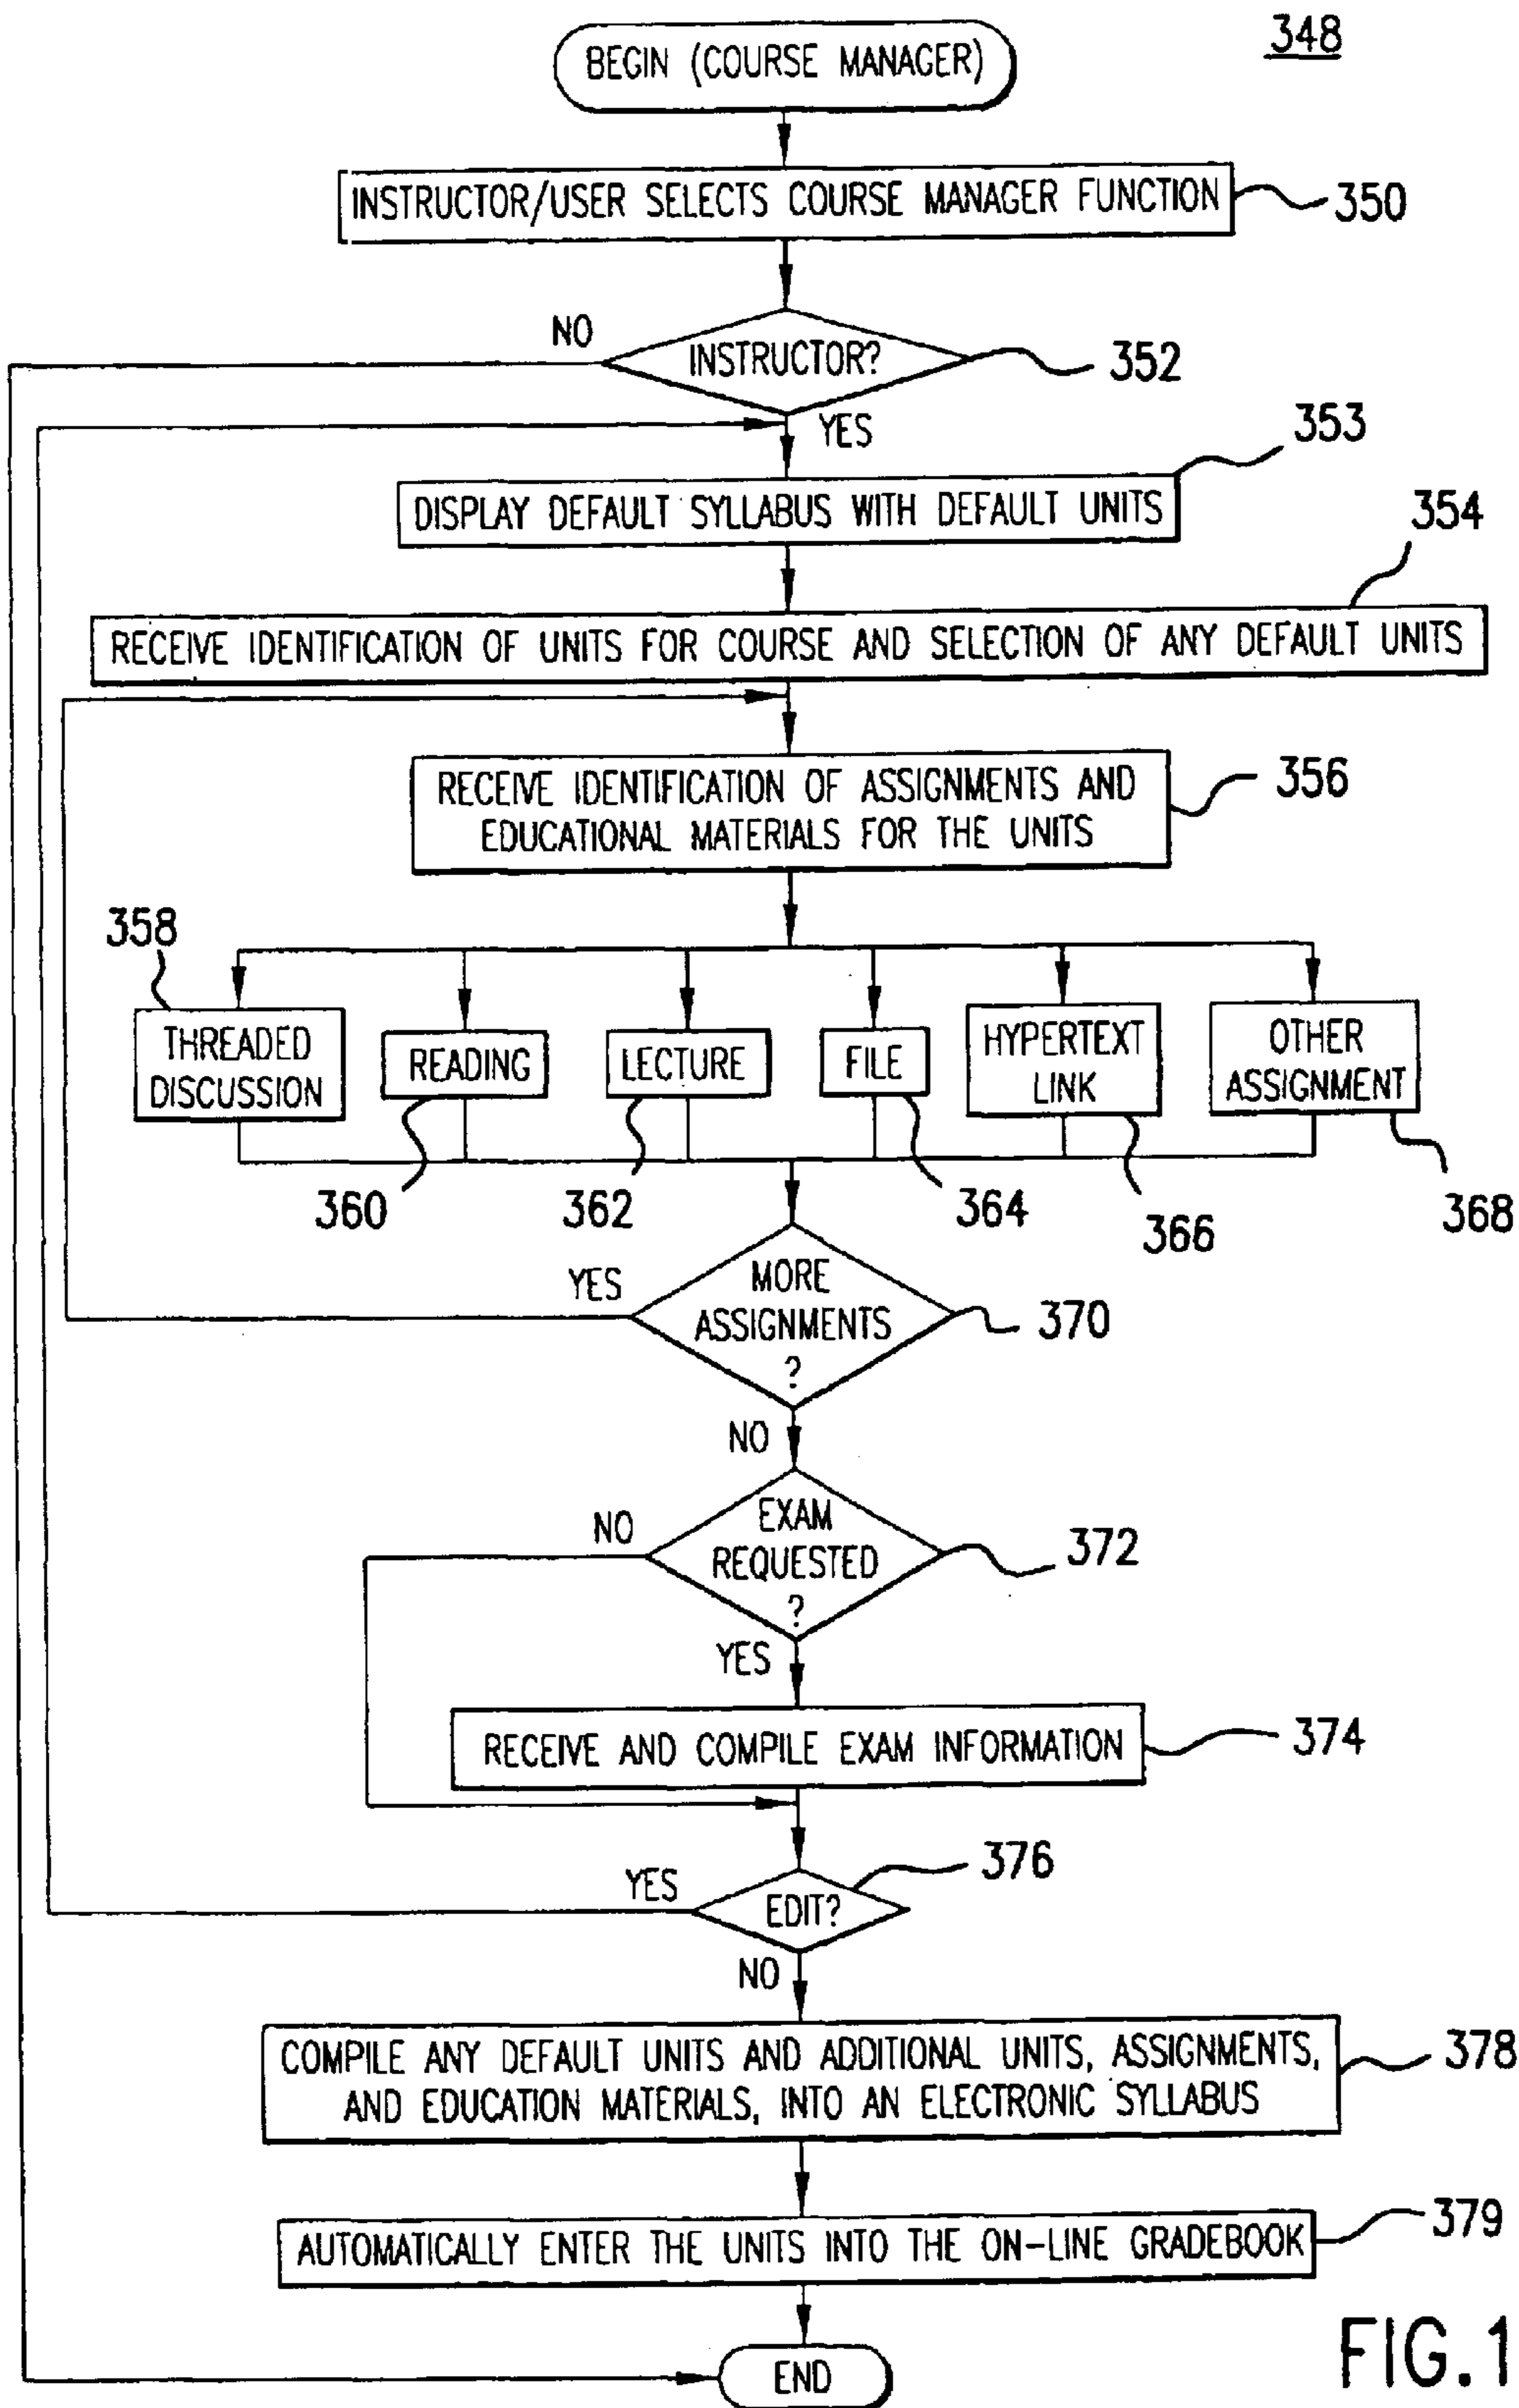 348
BEGIN (COURSE MANAGER)
INSTRUCTOR/USER SELECTS COURSE MANAGER FUNCTION
350
NO
INSTRUCTOR?
352
YES
353
DISPLAY DEFAULT SYLLABUS WITH DEFAULT UNITS
354
RECEIVE IDENTIFICATION OF UNITS FOR COURSE AND SELECTION OF ANY DEFAULT UNITS
RECEIVE IDENTIFICATION OF ASSIGNMENTS AND
EDUCATIONAL MATERIALS FOR THE UNITS
356
358
THREADED
DISCUSSION
READING
LECTURE
FILE
HYPERTEXT
LINK
OTHER
ASSIGNMENT
360
362
364
366
368
YES
MORE
ASSIGNMENTS
?
370
NO
NO
EXAM
REQUESTED
?
372
YES
RECEIVE AND COMPILE EXAM INFORMATION
374
376
YES
EDIT?
NO
COMPILE ANY DEFAULT UNITS AND ADDITIONAL UNITS, ASSIGNMENTS,
AND EDUCATION MATERIALS, INTO AN ELECTRONIC SYLLABUS
378
AUTOMATICALLY ENTER THE UNITS INTO THE ON-LINE GRADEBOOK
379
END
FIG.1